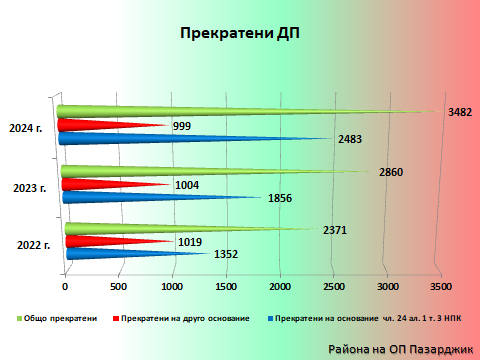 Прекратени ДП
3482
2024 г.
999
2483
2860
2023 г.
1004
1856
2371
2022 г.
1019
1352
0 500 1000 1500 2000 2500 3000 3500
Общо прекратени Прекратени на друго основание Прекратени на основание чл. 24 ал. 1 т. 3 НПК
Района на ОП Пазарджик